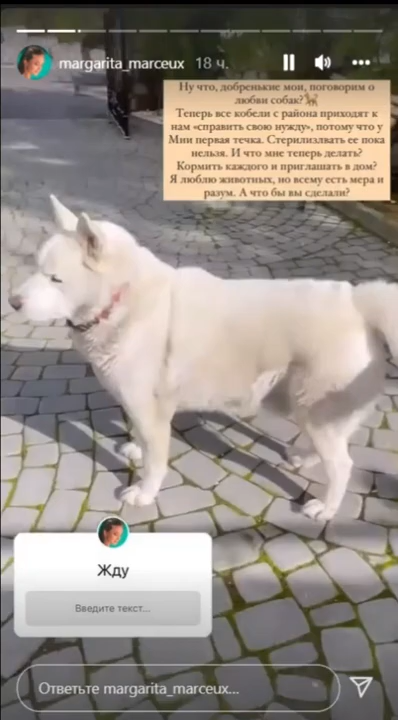 margarita_marceux 18 ч.
Ну что, добренькие мои, поговорим о
любви собак?🐕
Теперь все кобели с района приходят к
нам «справить свою нужду», потому что у
Мии первая течка. Стерилизлвать ее пока
нельзя. И что мне теперь делать?
Кормить каждого и приглашать в дом?
Я люблю животных, но всему есть мера и
разум. А что бы вы сделали?
Жду
Введите текст...
Ответьте margarita_marceux...